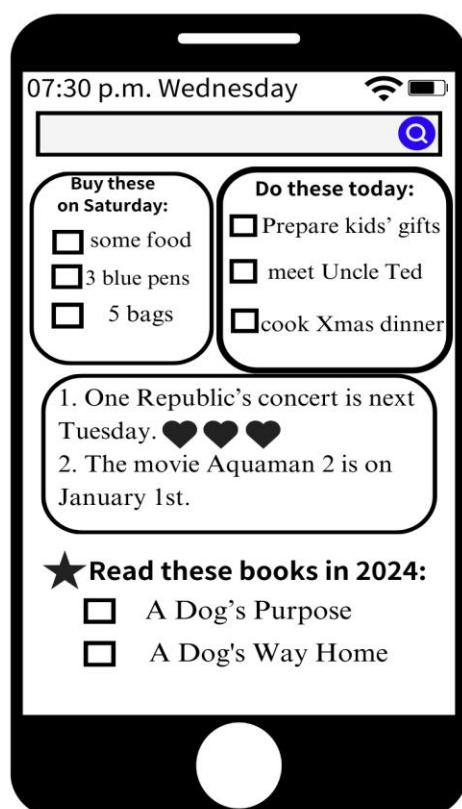 07:30 p.m. Wednesday
Buy these
on Saturday:
some food
3 blue pens
5 bags
Do these today:
Prepare kids' gifts
meet Uncle Ted
cook Xmas dinner
1. One Republic's concert is next
Tuesday.
2. The movie Aquaman 2 is on
January 1st.
Read these books in 2024:
A Dog's Purpose
A Dog's Way Home